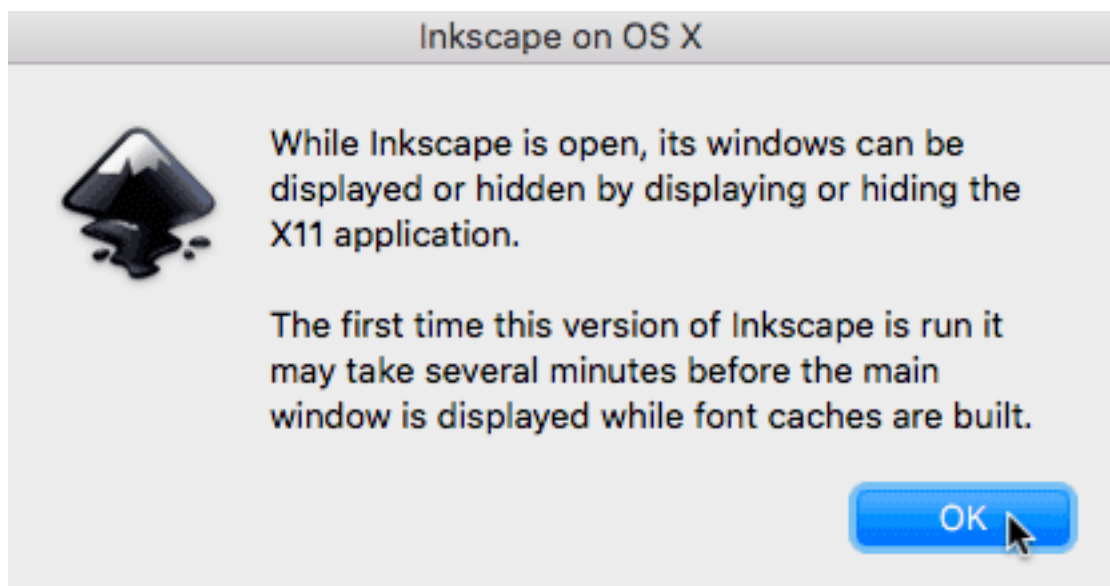 Inkscape on OS X
While Inkscape is open, its windows can be
displayed or hidden by displaying or hiding the
X11 application.
The first time this version of Inkscape is run it
may take several minutes before the main
window is displayed while font caches are built.
OK